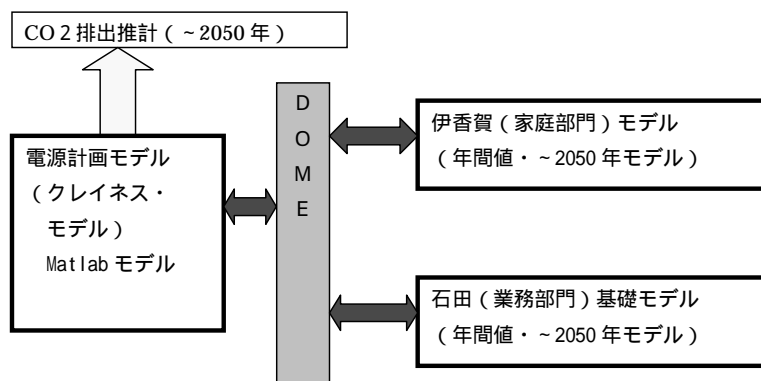 CO２排出推計（~2050年）
電源計画モデル
（クレイネス・
モデル）
Matlabモデル
D
O
M
E
伊香賀（家庭部門）モデル
（年間値・~2050年モデル）
石田（業務部門）基礎モデル
（年間値・~2050年モデル）